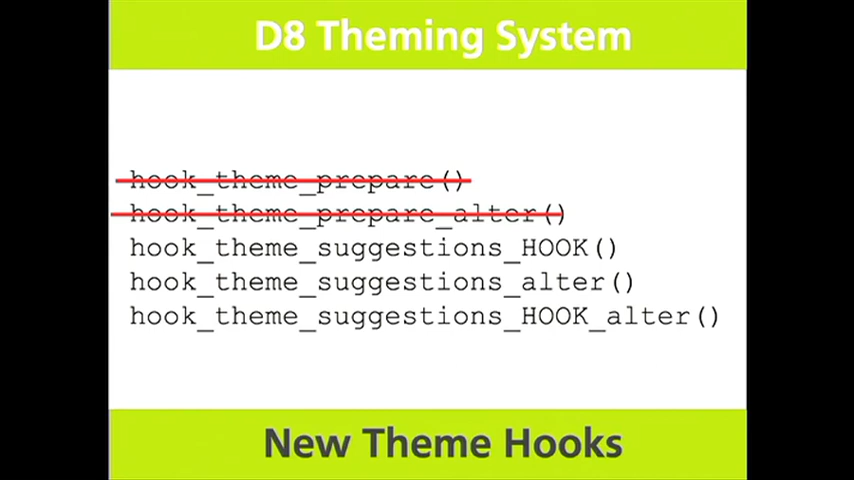 D8 Theming System
hook_theme_prepare()
hook_theme_prepare_alter()
hook_theme_suggestions_HOOK()
hook_theme_suggestions_alter()
hook_theme_suggestions_HOOK_alter()
New Theme Hooks